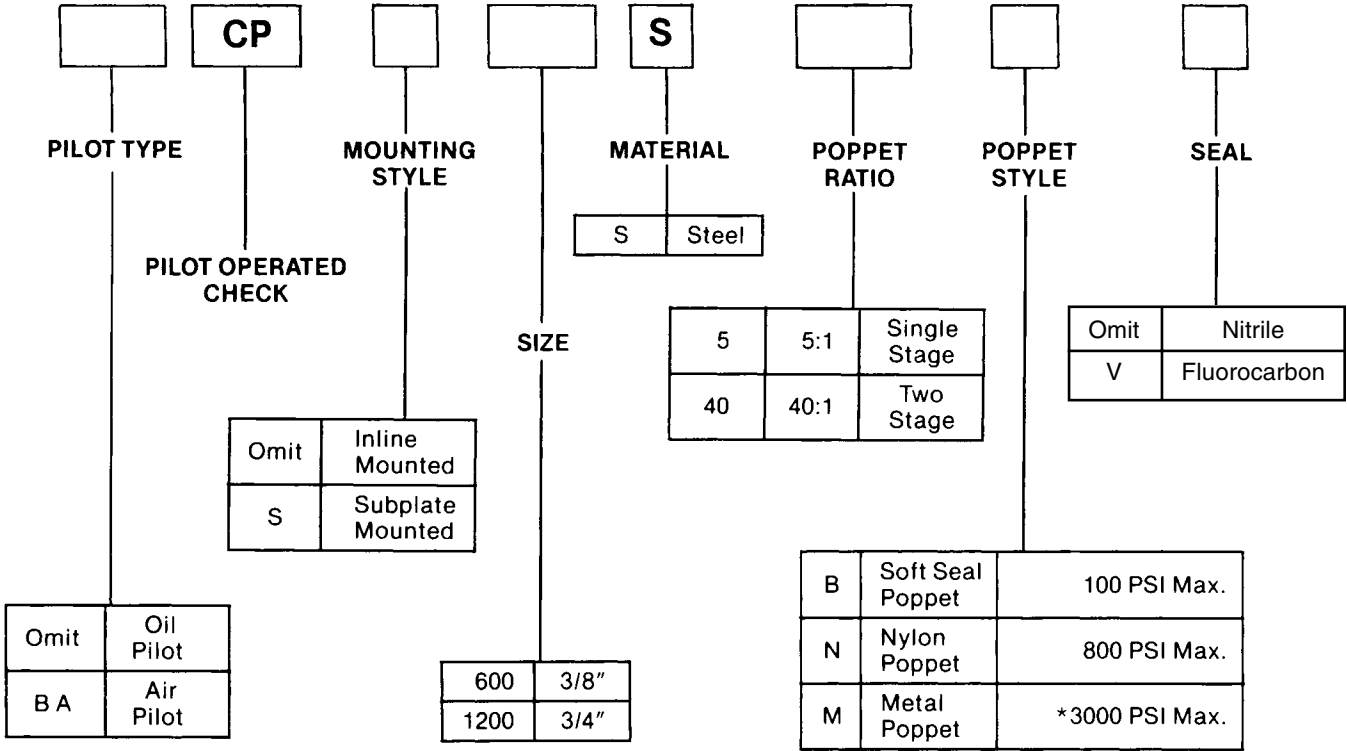 CP
S
PILOT TYPE
MOUNTING
STYLE
MATERIAL
POPPET
RATIO
POPPET
STYLE
SEAL
S Steel
PILOT OPERATED
CHECK
SIZE
5 5:1 Single
Stage
40 40:1 Two
Stage
Omit Nitrile
V Fluorocarbon
Omit Inline
Mounted
S Subplate
Mounted
Omit Oil
Pilot
B A Air
Pilot
600 3/8"
1200 3/4"
B Soft Seal
Poppet 100 PSI Max.
N Nylon
Poppet 800 PSI Max.
M Metal
Poppet *3000 PSI Max.